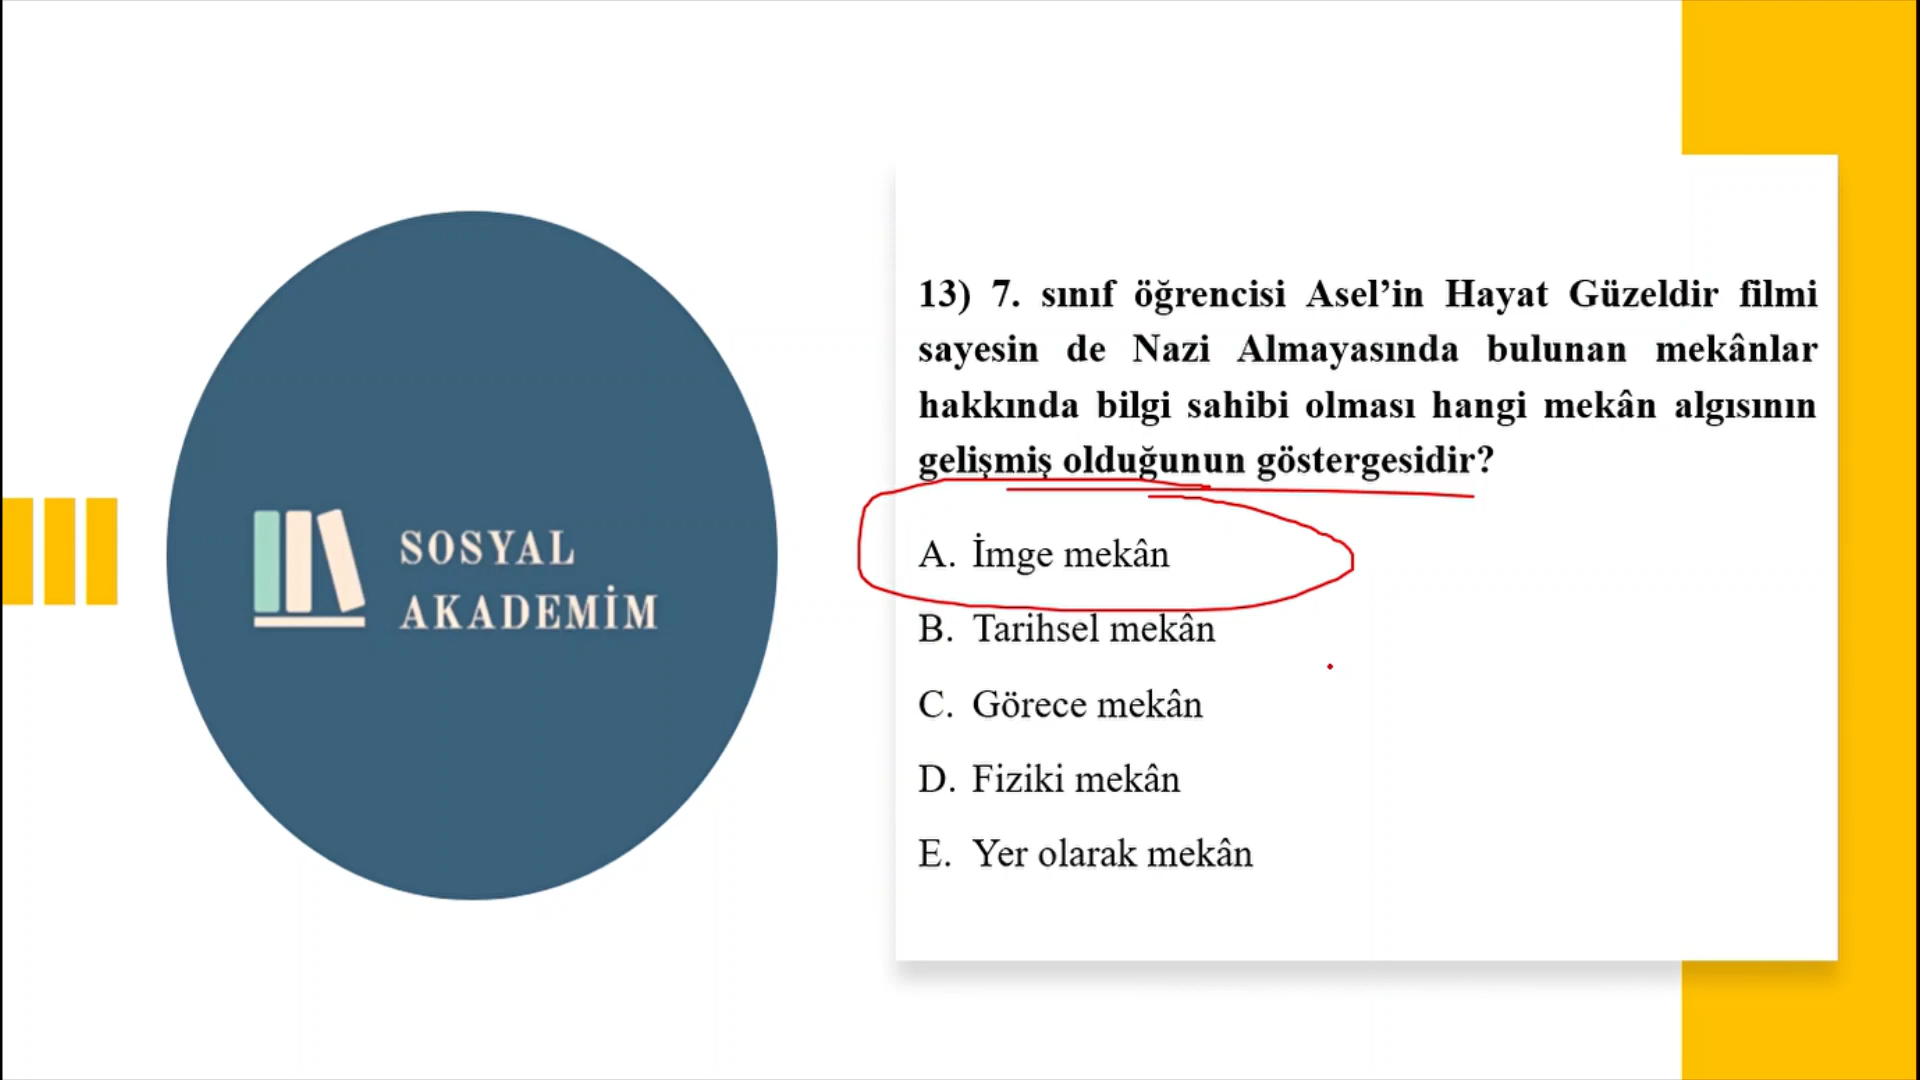 SOSYAL
AKADEMİM
13) 7. sınıf öğrencisi Asel’in Hayat Güzeldir filmi
sayesin de Nazi Almayasında bulunan mekânlar
hakkında bilgi sahibi olması hangi mekân algısının
gelişmiş olduğunun göstergesidir?
A. İmge mekân
B. Tarihsel mekân
C. Görece mekân
D. Fiziki mekân
E. Yer olarak mekân